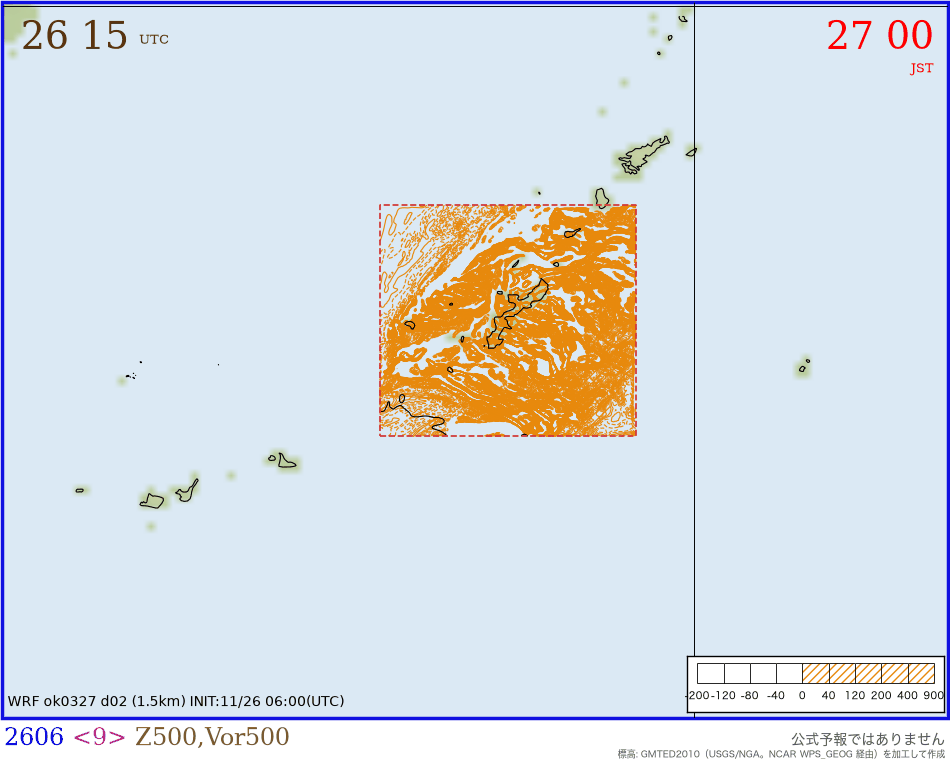 26 15 UTC
27 00
JST
-200 -120 -80 -40 0 40 120 200 400 900
WRF ok0327 d02 (1.5km) INIT:11/26 06:00(UTC)
2606 <9> Z500,Vor500
公式予報ではありません
標高: GMTED2010（USGS/NGA。NCAR WPS_GEOG 経由）を加工して作成